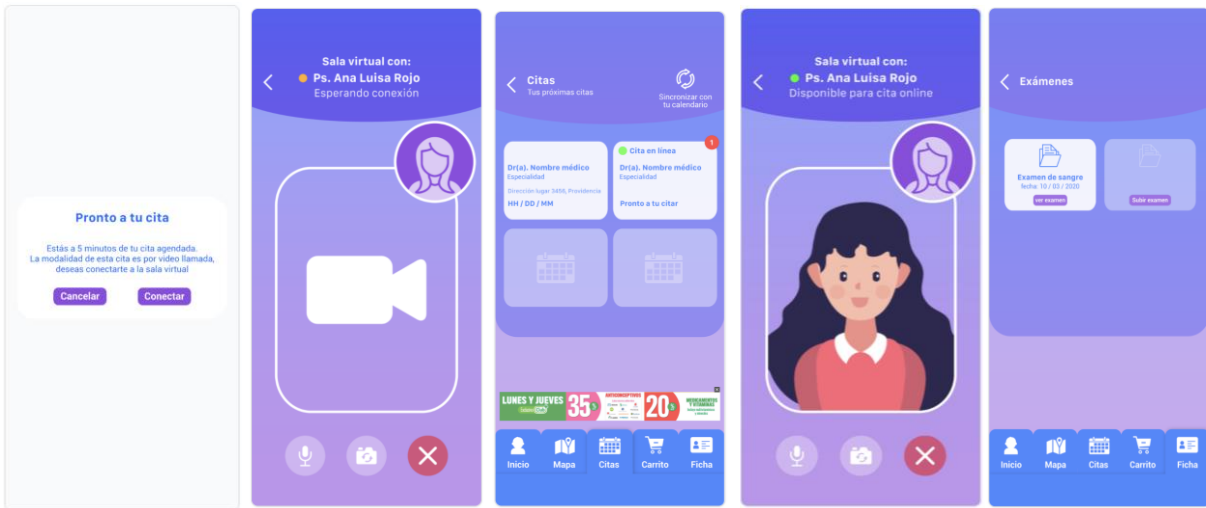 Pronto a tu cita
Estás a 5 minutos de tu cita agendada.
La modalidad de esta cita es por video llamada,
deseas conectarte a la sala virtual
Cancelar
Conectar
Sala virtual con:
Ps. Ana Luisa Rojo
Esperando conexión
Citas
Tus próximas citas
Sincronizar con
tu calendario
Dr(a). Nombre médico
Especialidad
Dirección lugar 3456, Providencia
HH / DD / MM
1
Cita en línea
Dr(a). Nombre médico
Especialidad
Pronto a tu citar
LUNES Y JUEVES
35
ANTICONCEPTIVOS
20
MEDICAMENTOS
Y VITAMINAS
Inicio
Mapa
Citas
Carrito
Ficha
Sala virtual con:
Ps. Ana Luisa Rojo
Disponible para cita online
Exámenes
Examen de sangre
fecha: 10 / 03 / 2020
ver examen
Subir examen
Inicio
Mapa
Citas
Carrito
Ficha